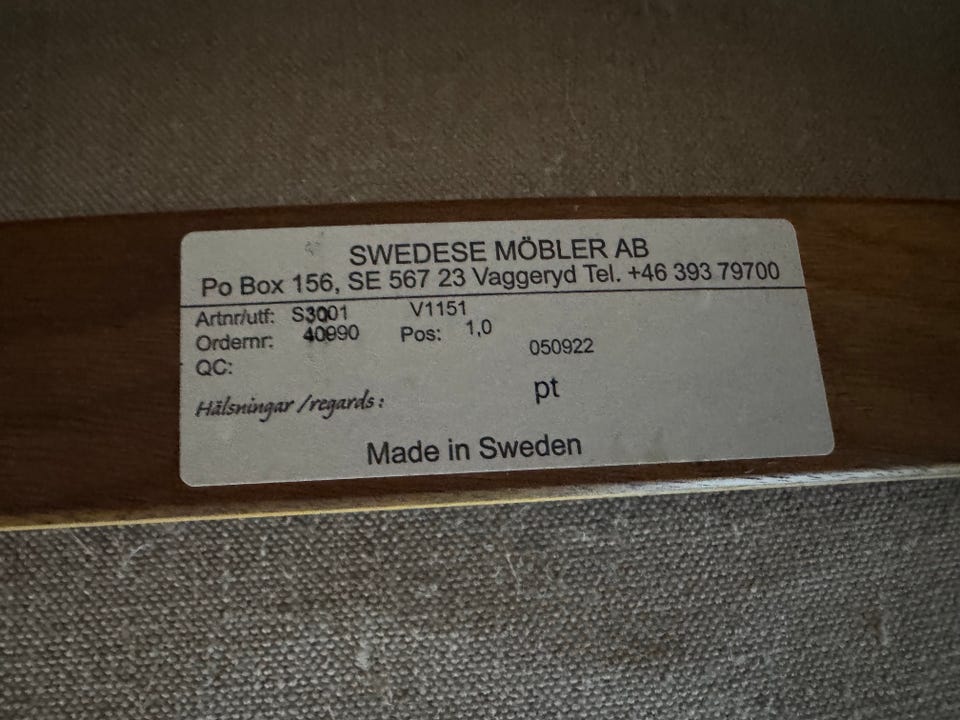 SWEDESE MÖBLER AB
Po Box 156, SE 567 23 Vaggeryd Tel. +46 393 79700
Artnr/utf: S3001 V1151
Ordernr: 40990 Pos: 1,0
050922
QC:
pt
Hälsningar /regards :
Made in Sweden